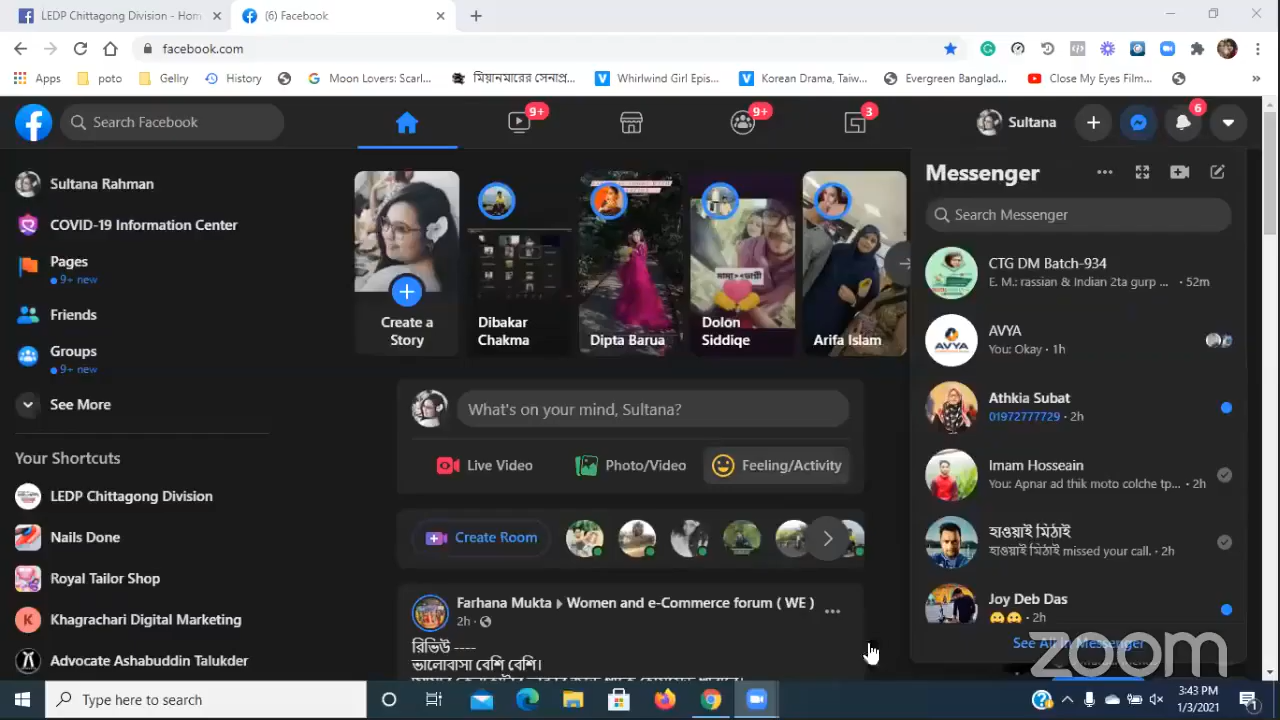 LEDP Chittagong Division - Hom
(6) Facebook
facebook.com
Apps
poto
Gellry
History
Moon Lovers: Scarl...
মিয়ানমারের সেনাপ্র...
Whirlwind Girl Epis...
Korean Drama, Taiw...
Evergreen Banglad...
Close My Eyes Film...
Search Facebook
9+
9+
3
Sultana
6
Sultana Rahman
COVID-19 Information Center
Pages
9+ new
Friends
Groups
9+ new
See More
Your Shortcuts
LEDP Chittagong Division
Nails Done
Royal Tailor Shop
K
Khagrachari Digital Marketing
Advocate Ashabuddin Talukder
Create a
Story
Dibakar
Chakma
Dipta Barua
Dolon
Siddiqe
Arifa Islam
What's on your mind, Sultana?
Live Video
Photo/Video
Feeling/Activity
Create Room
Farhana Mukta ▸ Women and e-Commerce forum ( WE )
2h ·
রিভিউ ----
ভালোবাসা বেশি বেশি।
Messenger
Search Messenger
CTG DM Batch-934
E. M.: rassian & Indian 2ta gurp ... · 52m
AVYA
AVYA
You: Okay · 1h
Athkia Subat
01972777729 · 2h
Imam Hosseain
You: Apnar ad thik moto colche tp... · 2h
হাওয়াই মিঠাই
হাওয়াই মিঠাই missed your call. · 2h
Joy Deb Das
2h
See All in Messenger
zoom
Type here to search
3:43 PM
1/3/2021
1